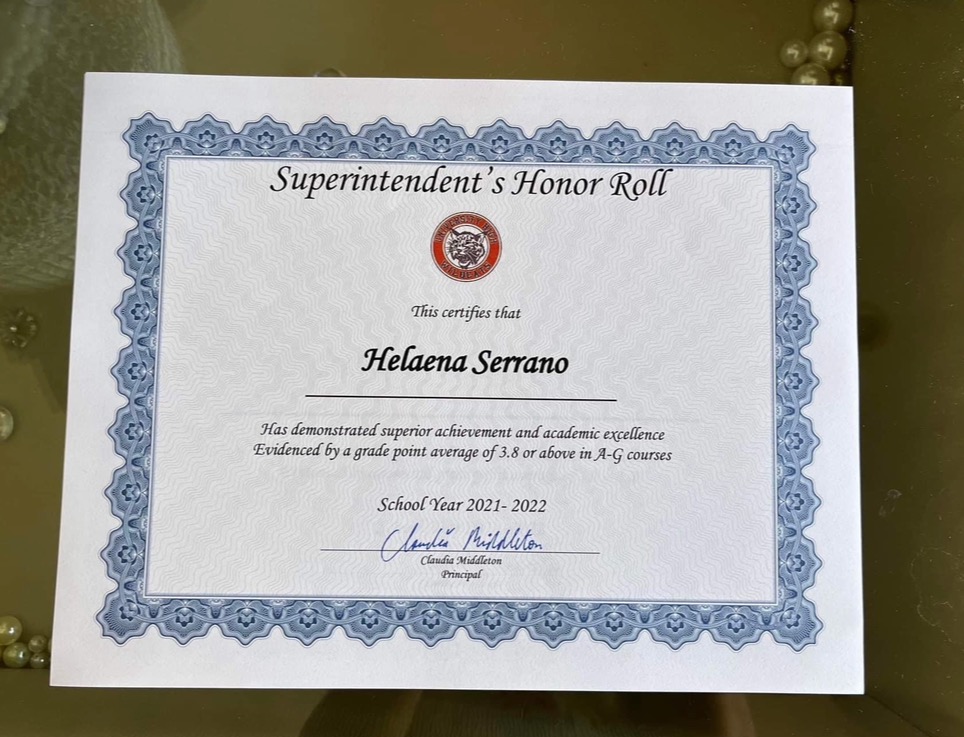 Superintendent's Honor Roll
WILDCATS
This certifies that
Helaena Serrano
Has demonstrated superior achievement and academic excellence
Evidenced by a grade point average of 3.8 or above in A-G courses
School Year 2021- 2022
Claudia Middleton
Claudia Middleton
Principal